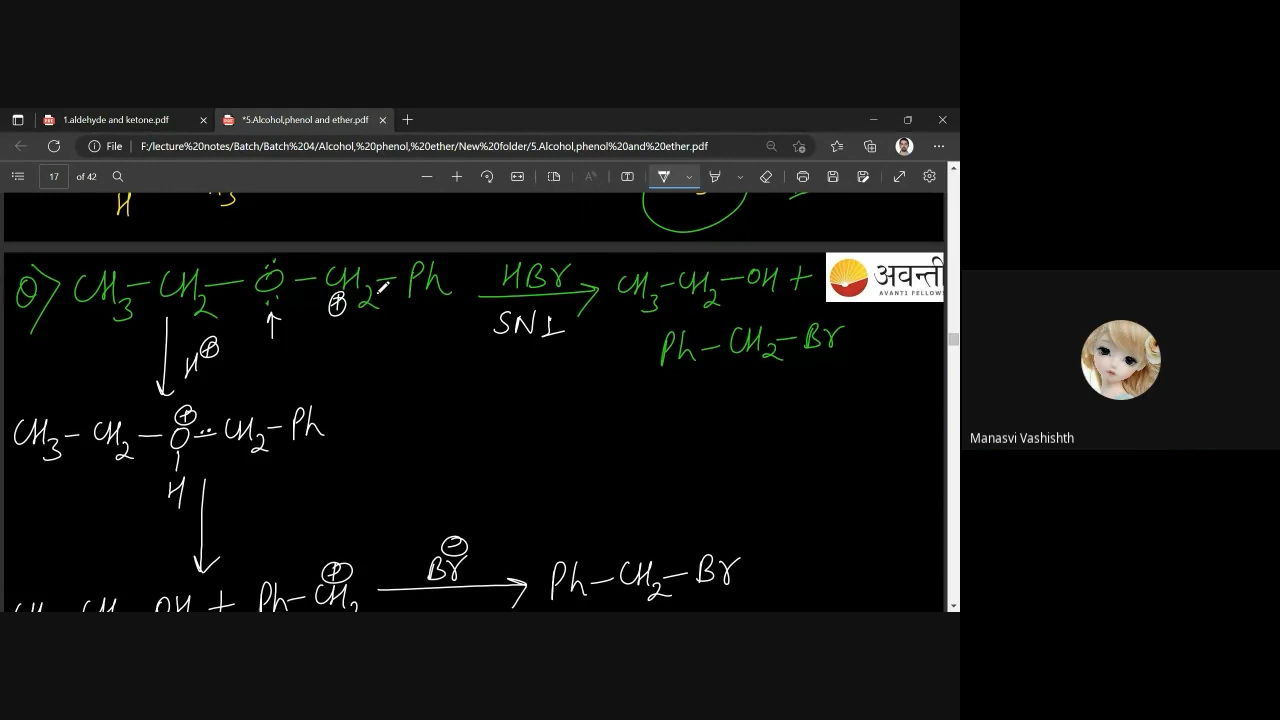 1.aldehyde and ketone.pdf
*5.Alcohol,phenol and ether.pdf
File F:/lecture%20notes/Batch/Batch%204/Alcohol,%20phenol,%20ether/New%20folder/5.Alcohol,phenol%20and%20ether.pdf
17 of 42
H
Q> CH3-CH2-Ö-CH2-Ph HBr CH3-CH2-OH +
⊕ SN1 Ph-CH2-Br
अवन्ती
AVANTI FELLOWS
H⊕
⊕
CH3-CH2-O-CH2-Ph
H
⊕ Br⊖
+ Ph-CH2 Ph-CH2-Br
Manasvi Vashishth